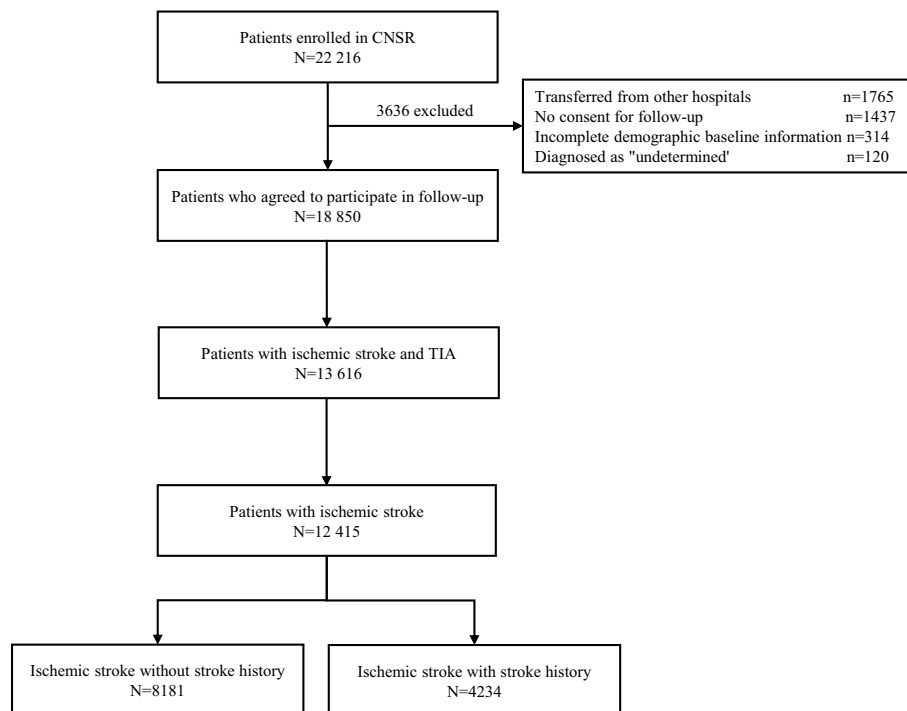 Patients enrolled in CNSR
N=22 216
3636 excluded
Transferred from other hospitals n=1765
No consent for follow-up n=1437
Incomplete demographic baseline information n=314
Diagnosed as "undetermined' n=120
Patients who agreed to participate in follow-up
N=18 850
Patients with ischemic stroke and TIA
N=13 616
Patients with ischemic stroke
N=12 415
Ischemic stroke without stroke history
N=8181
Ischemic stroke with stroke history
N=4234